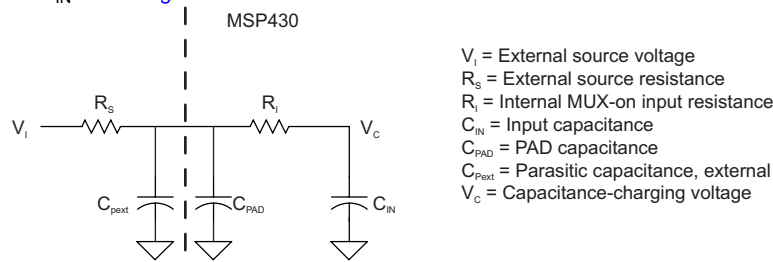 IN
MSP430
V_I
R_S
R_I
V_C
C_pext
C_PAD
C_IN
V_I = External source voltage
R_S = External source resistance
R_I = Internal MUX-on input resistance
C_IN = Input capacitance
C_PAD = PAD capacitance
C_Pext = Parasitic capacitance, external
V_C = Capacitance-charging voltage